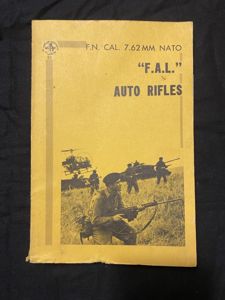 F.N. CAL. 7.62MM NATO
"F.A.L."
AUTO RIFLES